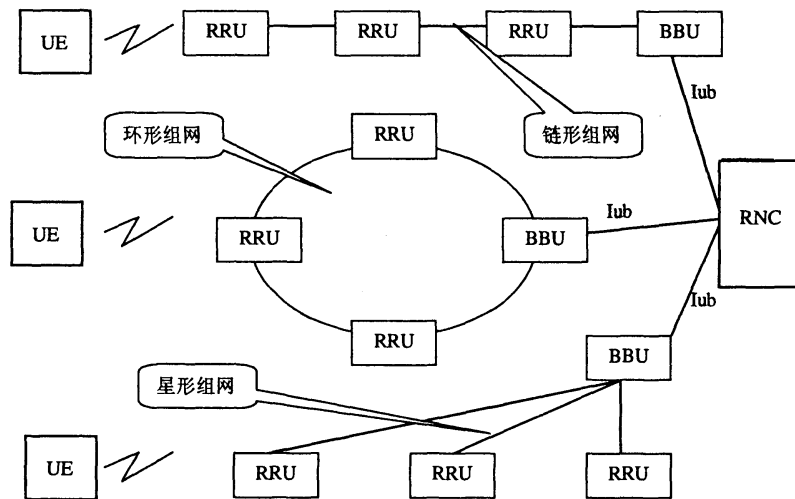 UE RRU RRU RRU BBU
Iub
环形组网 RRU 链形组网
UE RRU BBU Iub RNC
Iub
RRU
BBU
星形组网
UE RRU RRU RRU